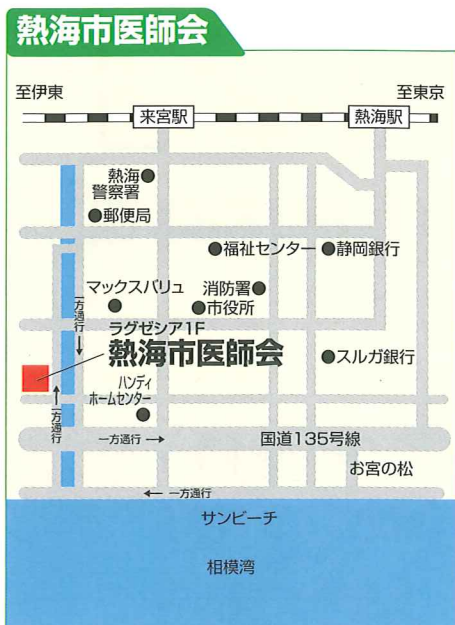 熱海市医師会
至伊東
至東京
来宮駅
熱海駅
熱海
警察署
郵便局
福祉センター
静岡銀行
マックスバリュ
消防署
市役所
一方通行
ラグゼシア1F
熱海市医師会
スルガ銀行
ハンディ
ホームセンター
一方通行
一方通行
国道135号線
お宮の松
一方通行
サンビーチ
相模湾